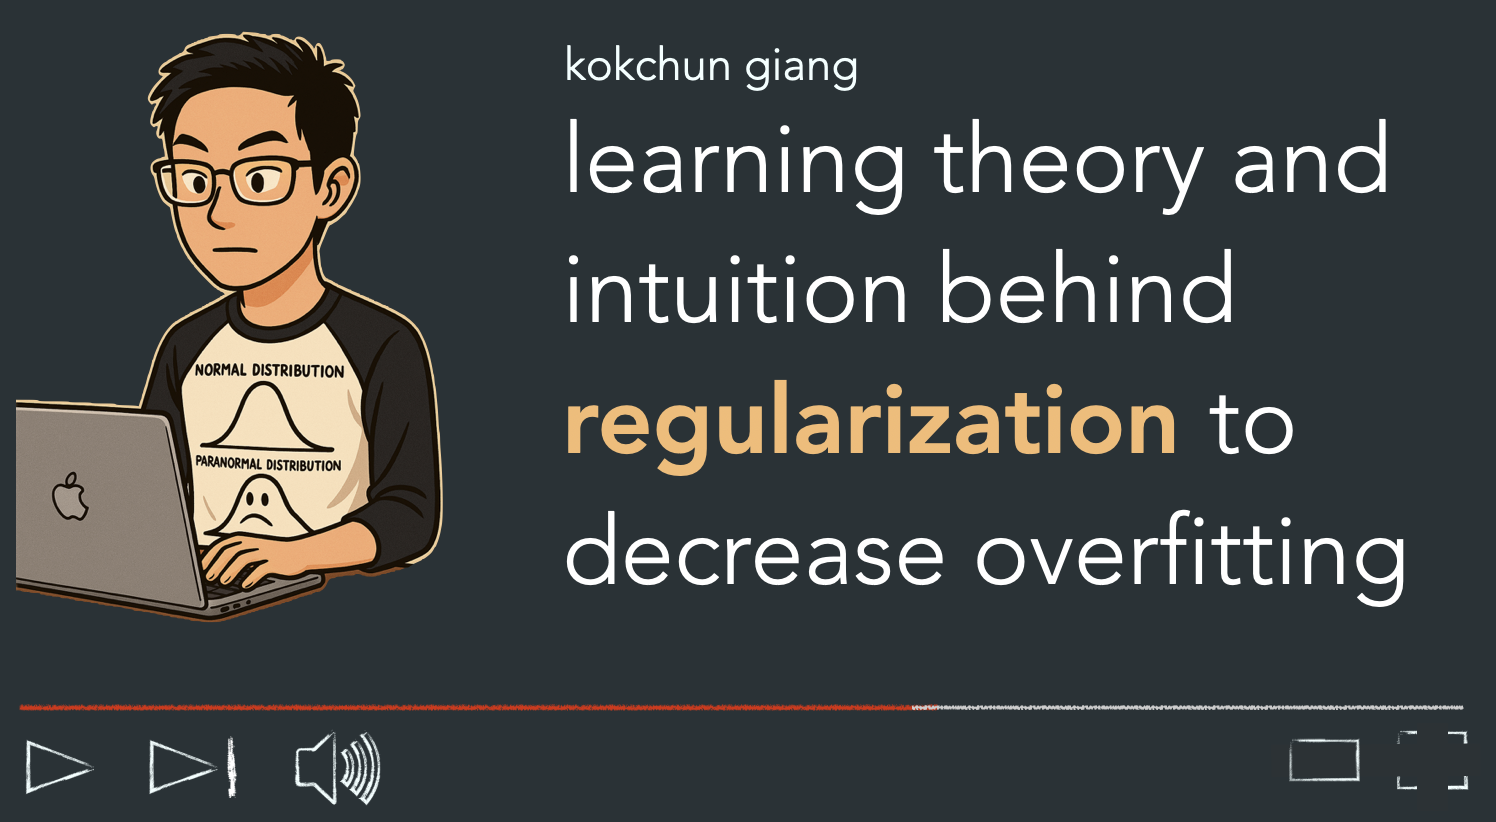 kokchun giang
learning theory and
intuition behind
regularization to
decrease overfitting
NORMAL DISTRIBUTION
PARANORMAL DISTRIBUTION